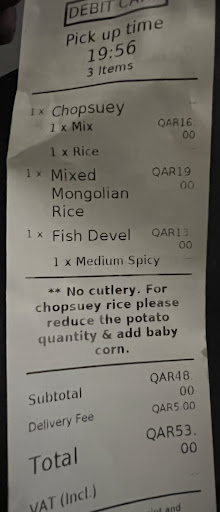 DEBIT CA
Pick up time
19:56
3 Items
1 x Chopsuey
1 x Mix QAR16.
00
1 x Rice
1 x Mixed QAR19
Mongolian 00
Rice
1 x Fish Devel QAR13.
00
1 x Medium Spicy
** No cutlery. For
chopsuey rice please
reduce the potato
quantity & add baby
corn.
Subtotal QAR48.
00
Delivery Fee QAR5.00
Total QAR53.
00
VAT (Incl.)
and